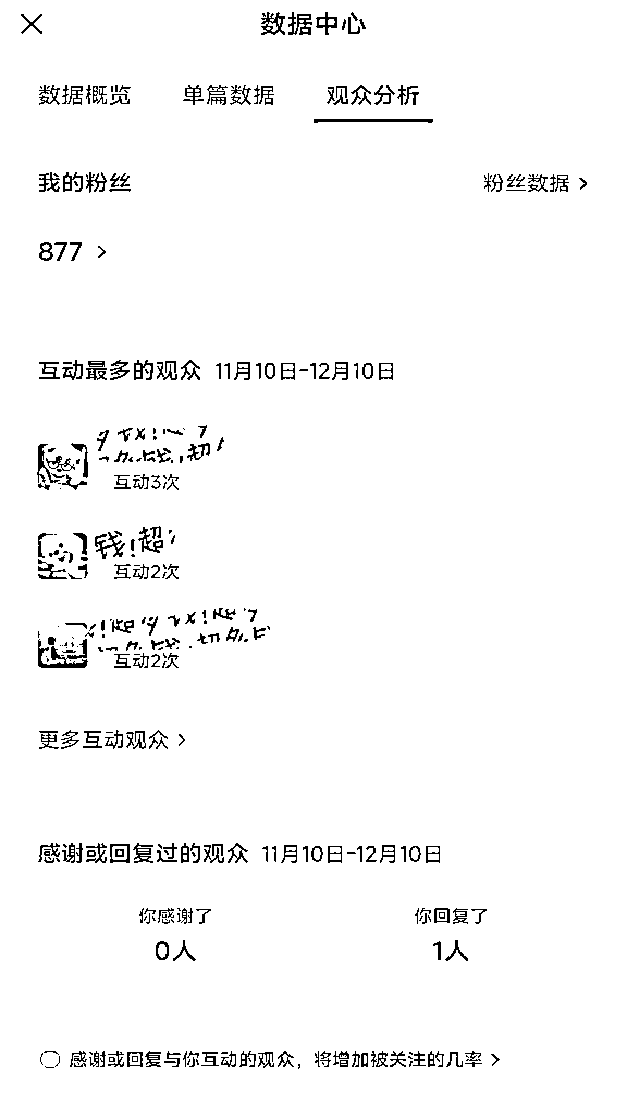 数据中心
数据概览 单篇数据 观众分析
我的粉丝 粉丝数据 >
877 >
互动最多的观众 11月10日-12月10日
互动3次
钱!超
互动2次
互动2次
更多互动观众 >
感谢或回复过的观众 11月10日-12月10日
你感谢了 你回复了
0人 1人
感谢或回复与你互动的观众，将增加被关注的几率 >